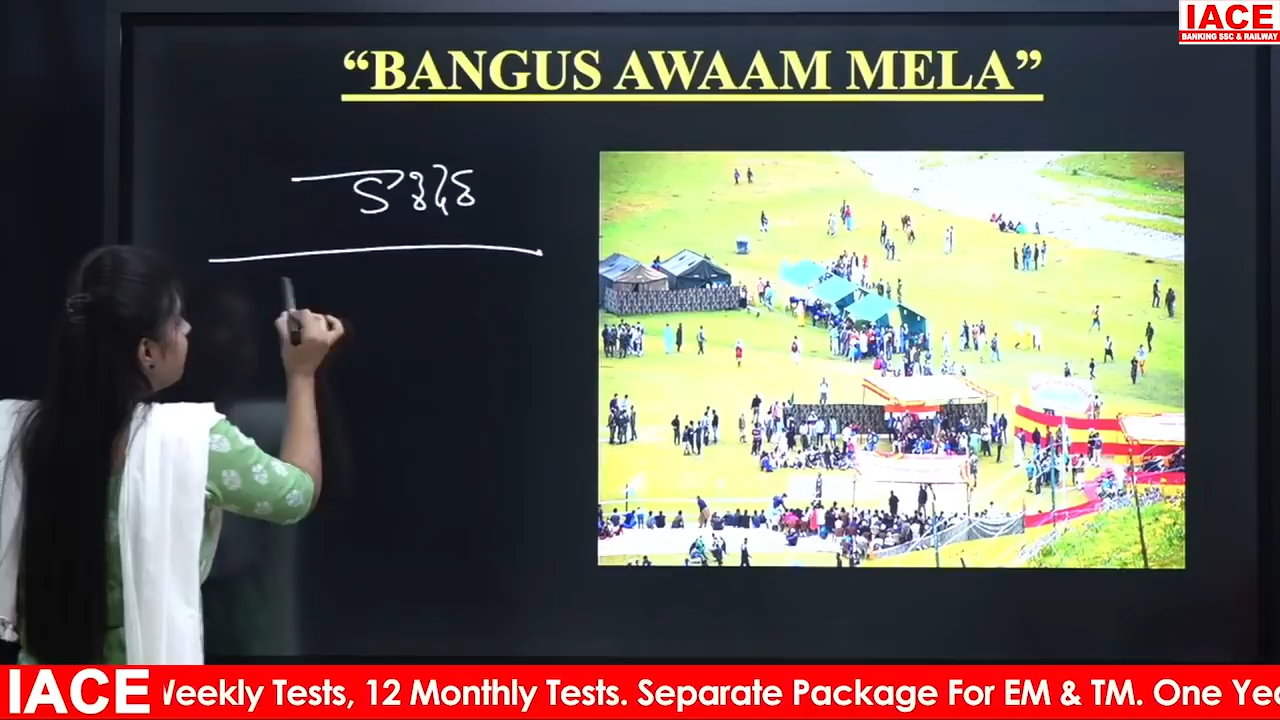 IACE
BANKING SSC & RAILWAY
“BANGUS AWAAM MELA”
IACE Weekly Tests, 12 Monthly Tests. Separate Package For EM & TM. One Yea